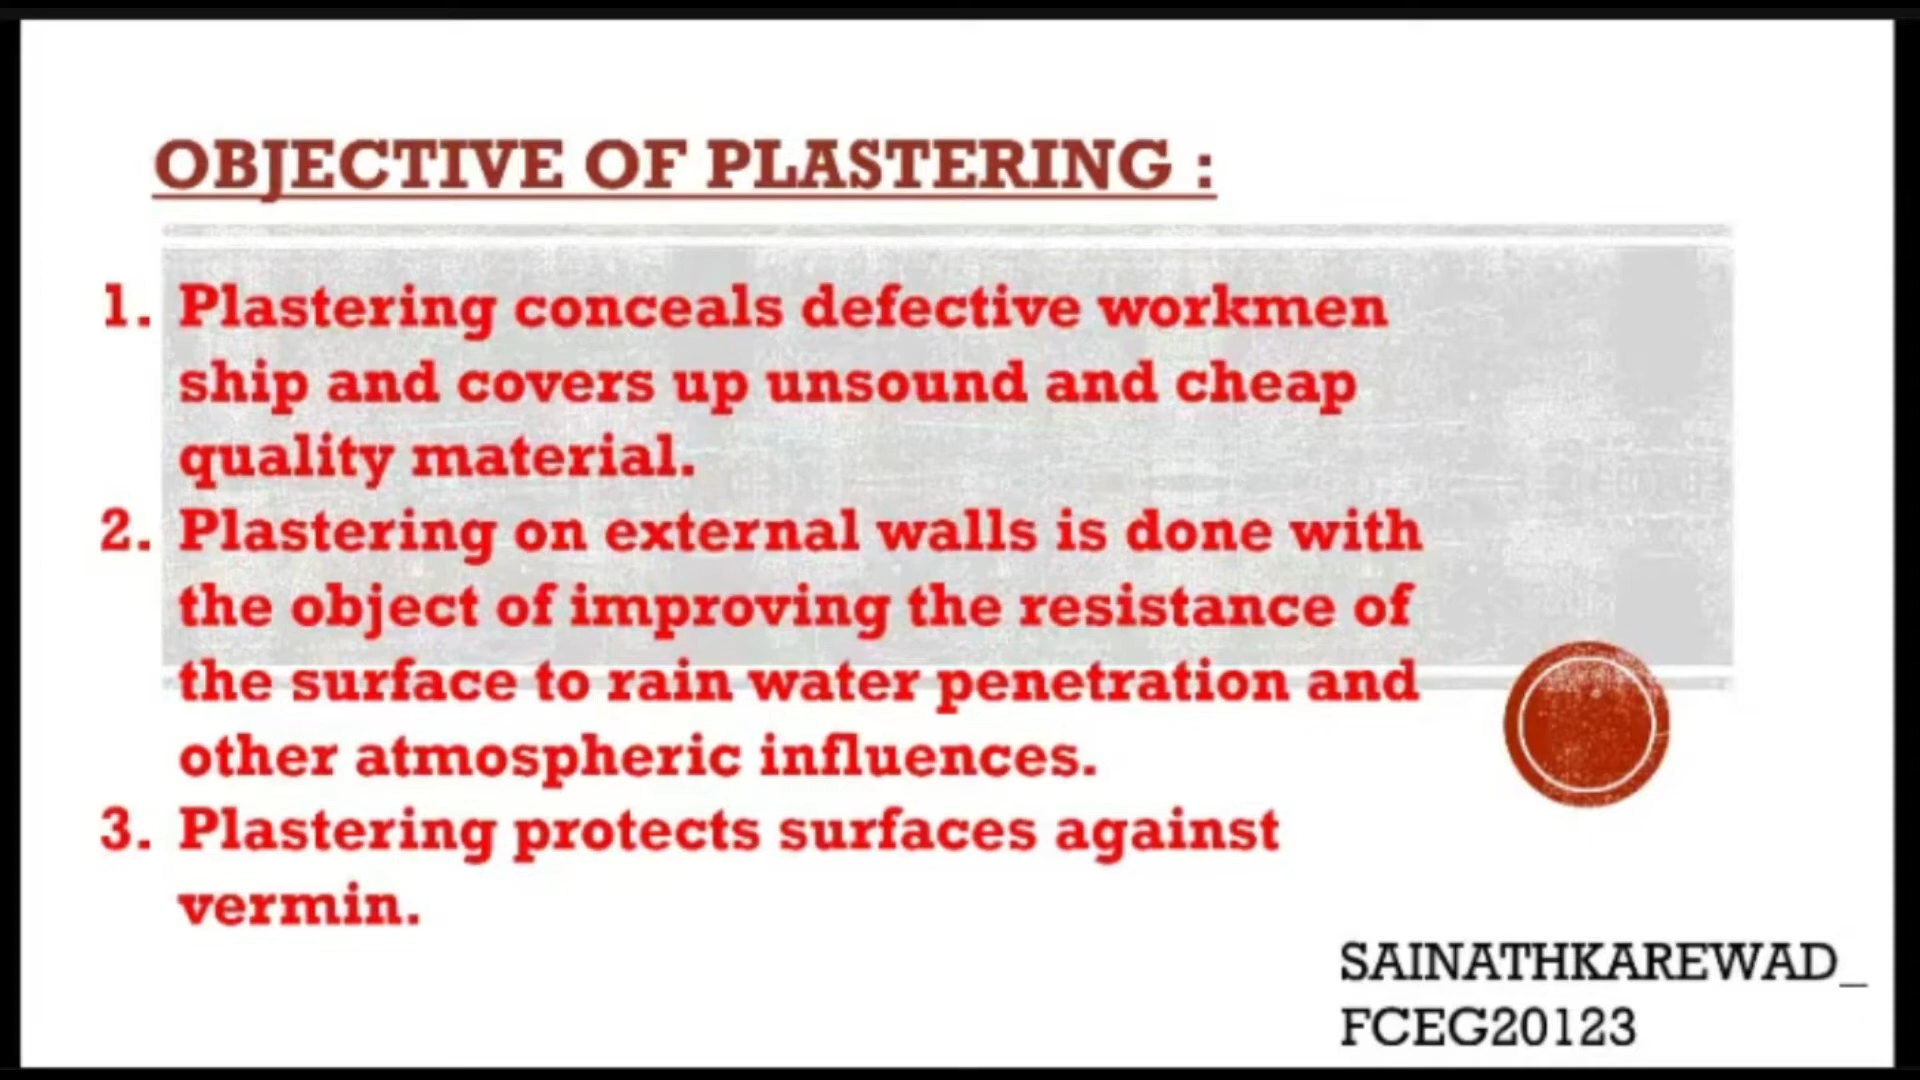 OBJECTIVE OF PLASTERING :
1. Plastering conceals defective workmen
ship and covers up unsound and cheap
quality material.
2. Plastering on external walls is done with
the object of improving the resistance of
the surface to rain water penetration and
other atmospheric influences.
3. Plastering protects surfaces against
vermin.
SAINATHKAREWAD_
FCEG20123